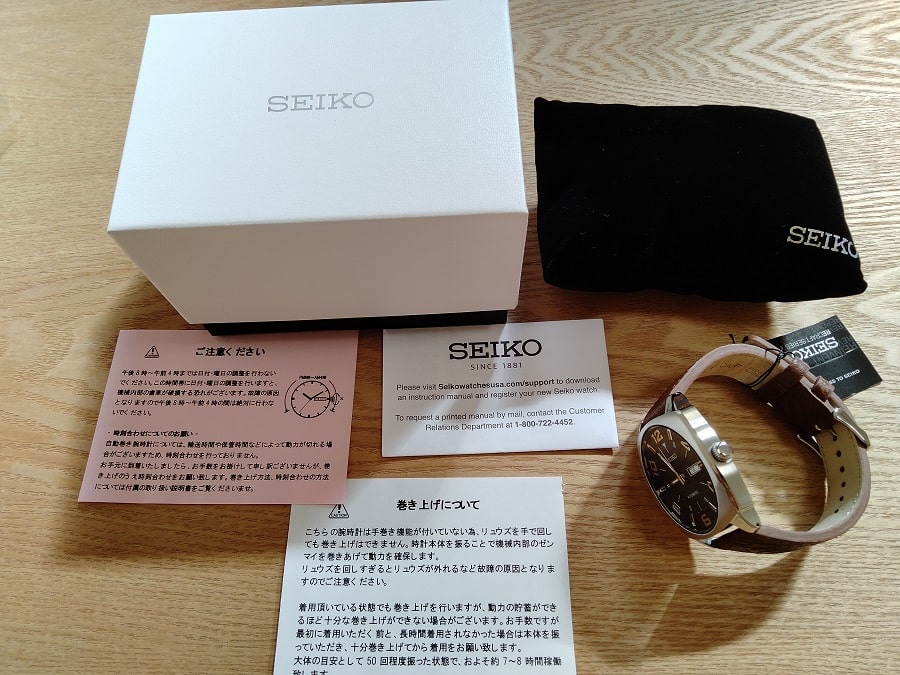 SEIKO
SEIKO
ご注意ください
午後8時～午前4時までは日付・曜日の調整を行わない
でください。この時間帯に日付・曜日の調整を行いますと、
機械内部の歯車が破損する恐れがございます。故障の原因
となりますので午後8時～午前4時の間は絶対に行わな
いでください。
- 時刻合わせについてのお願い -
自動巻き腕時計については、輸送時間や保管時間などによって動力が切れる場
合がございますため、時刻合わせを行っておりません。
お手元に到着いたしましたら、お手数をお掛けして申し訳ございませんが、巻
き上げのうえ時刻合わせをお願い致します。巻き上げ方法、時刻合わせの方法
については付属の取り扱い説明書をご覧くださいませ。
SEIKO
SINCE 1881
Please visit Seikowatchesusa.com/support to download
an instruction manual and register your new Seiko watch.
To request a printed manual by mail, contact the Customer
Relations Department at 1-800-722-4452.
SEIKO
RECRAFT SERIES
巻き上げについて
CAUTION
こちらの腕時計は手巻き機能が付いていない為、リュウズを手で回し
ても巻き上げはできません。時計本体を振ることで機械内部のゼン
マイを巻きあげて動力を確保します。
リュウズを回しすぎるとリュウズが外れるなど故障の原因となりま
すのでご注意ください。
着用頂いている状態でも巻き上げを行いますが、動力の貯蓄ができ
るほど十分な巻き上げができない場合がございます。お手数ですが
最初に着用いただく前と、長時間着用されなかった場合は本体を振
っていただき、十分巻き上げてから着用をお願い致します。
大体の目安として50回程度振った状態で、およそ約7～8時間稼働
致します。